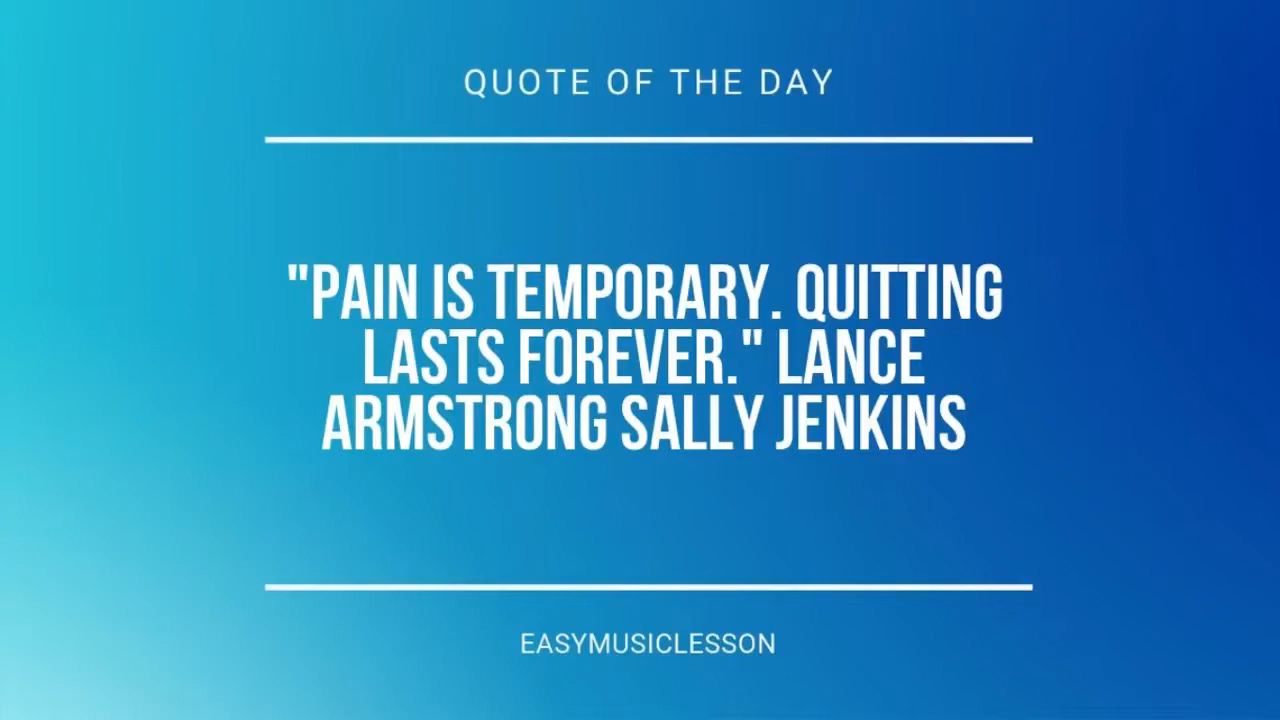 QUOTE OF THE DAY
"PAIN IS TEMPORARY. QUITTING
LASTS FOREVER." LANCE
ARMSTRONG SALLY JENKINS
EASYMUSICLESSON